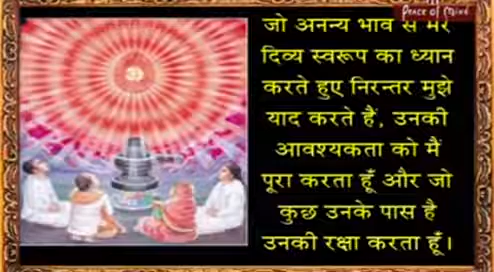 Peace of Mind
जो अनन्य भाव से मेरे
दिव्य स्वरूप का ध्यान
करते हुए निरन्तर मुझे
याद करते हैं, उनकी
आवश्यकता को मैं
पूरा करता हूँ और जो
कुछ उनके पास है
उनकी रक्षा करता हूँ।